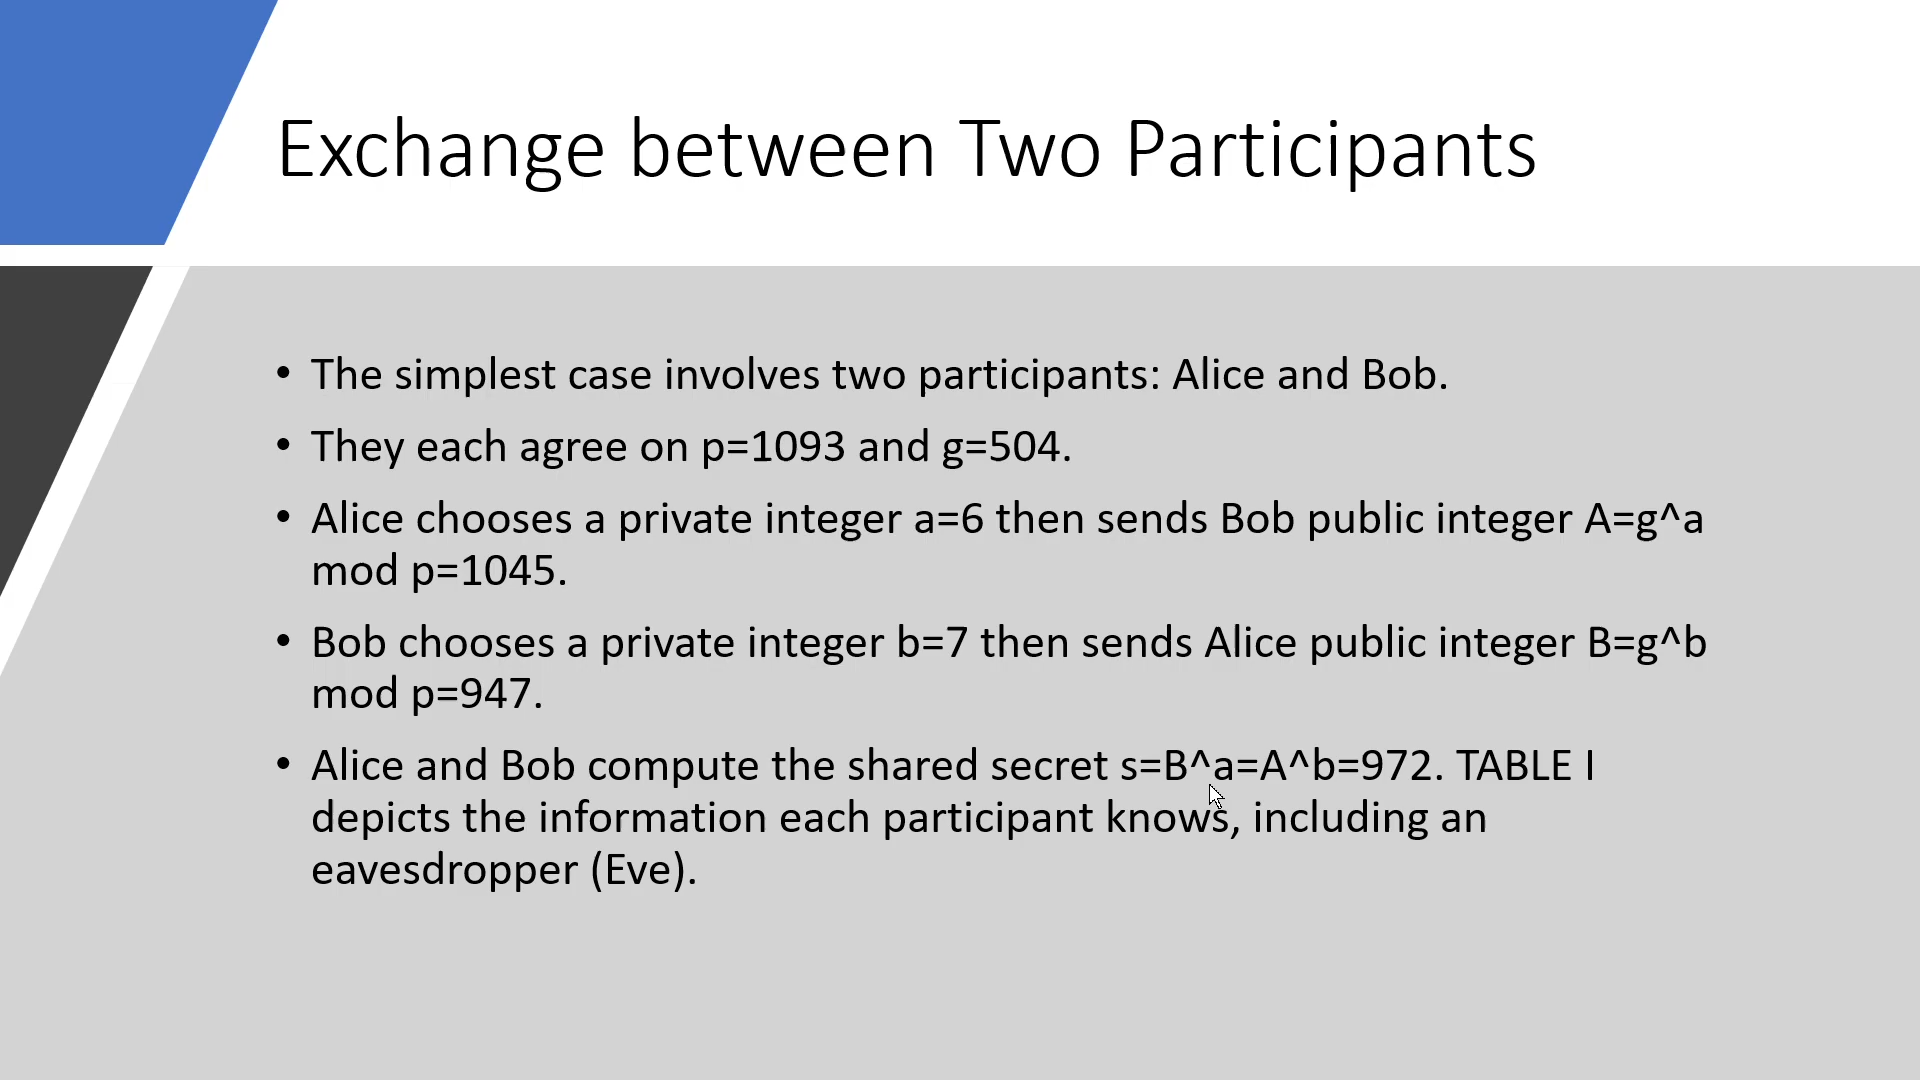 Exchange between Two Participants
• The simplest case involves two participants: Alice and Bob.
• They each agree on p=1093 and g=504.
• Alice chooses a private integer a=6 then sends Bob public integer A=g^a
mod p=1045.
• Bob chooses a private integer b=7 then sends Alice public integer B=g^b
mod p=947.
• Alice and Bob compute the shared secret s=B^a=A^b=972. TABLE I
depicts the information each participant knows, including an
eavesdropper (Eve).